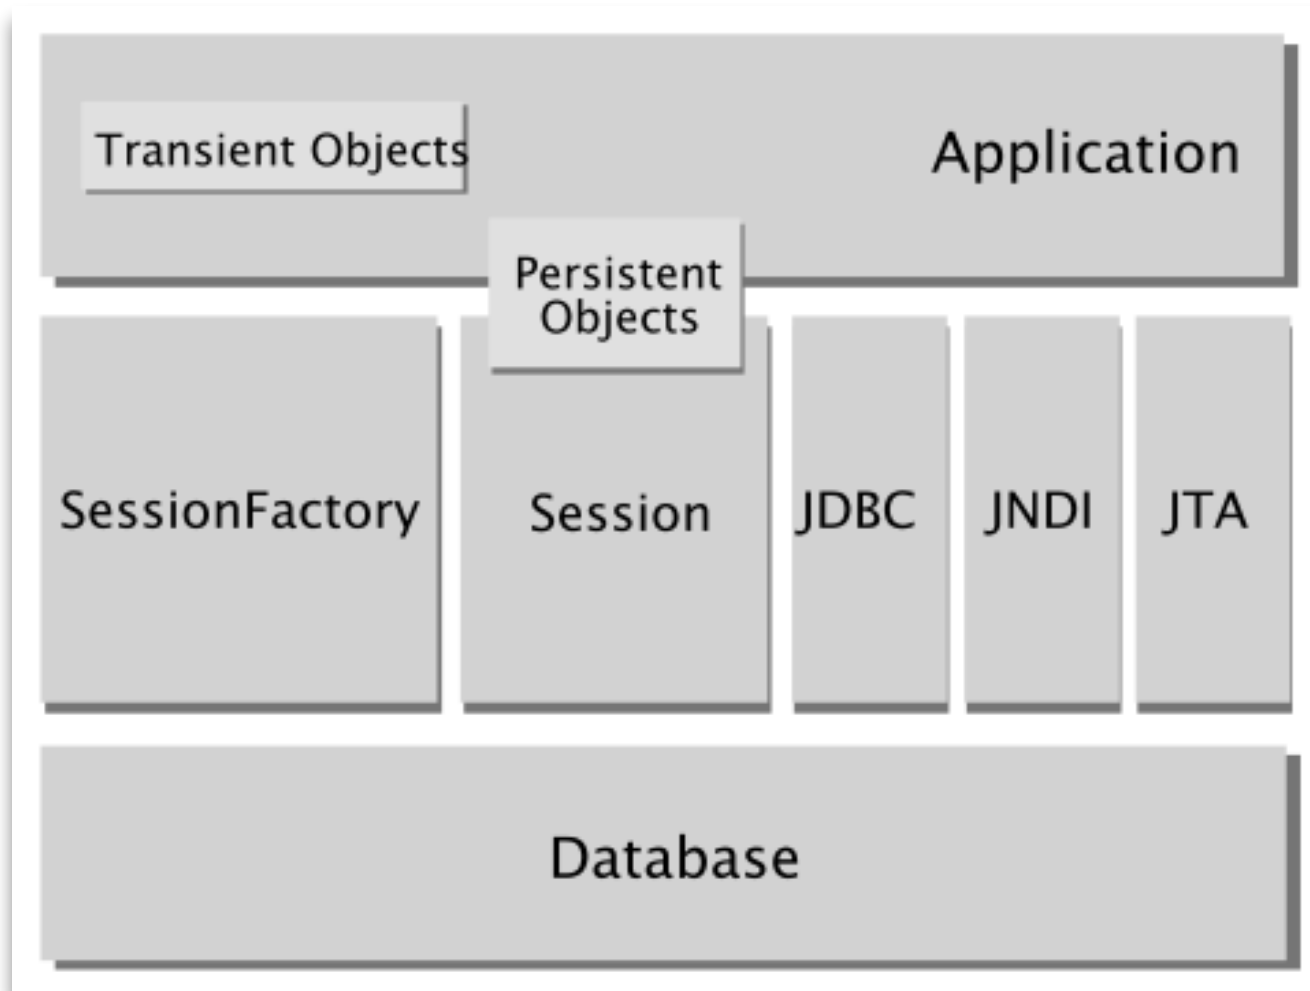 Transient Objects
Application
Persistent
Objects
SessionFactory
Session
JDBC
JNDI
JTA
Database